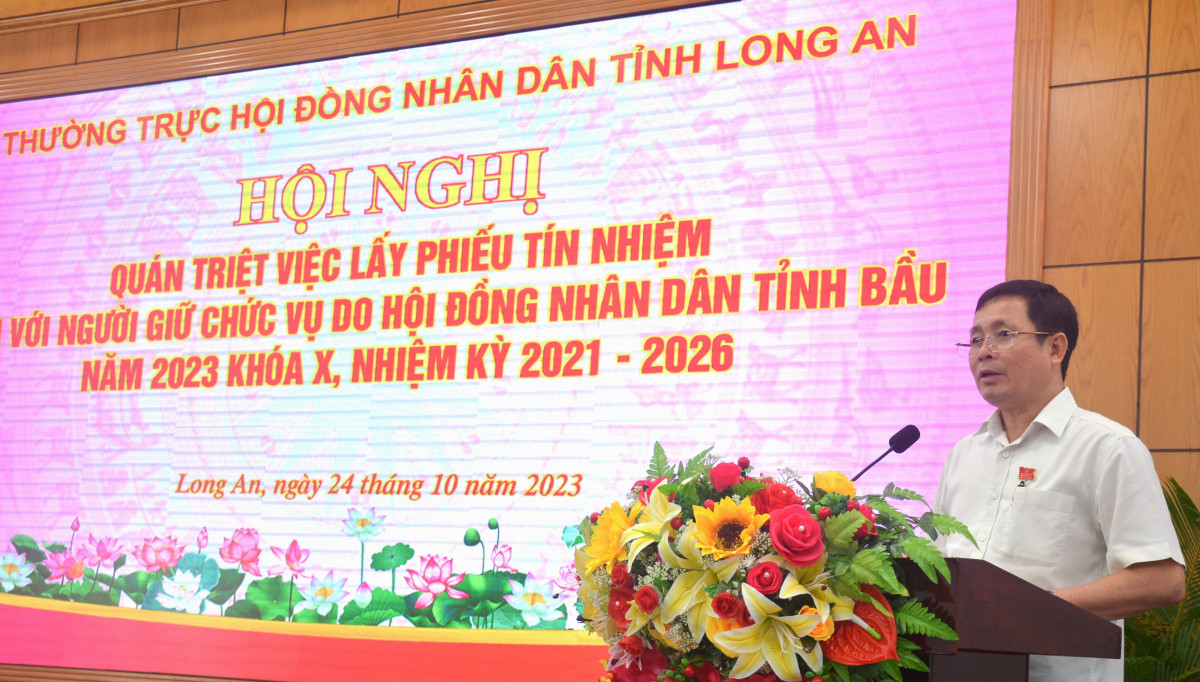 THƯỜNG TRỰC HỘI ĐỒNG NHÂN DÂN TỈNH LONG AN
HỘI NGHỊ
QUÁN TRIỆT VIỆC LẤY PHIẾU TÍN NHIỆM
VỚI NGƯỜI GIỮ CHỨC VỤ DO HỘI ĐỒNG NHÂN DÂN TỈNH BẦU
NĂM 2023 KHÓA X, NHIỆM KỲ 2021 - 2026
Long An, ngày 24 tháng 10 năm 2023